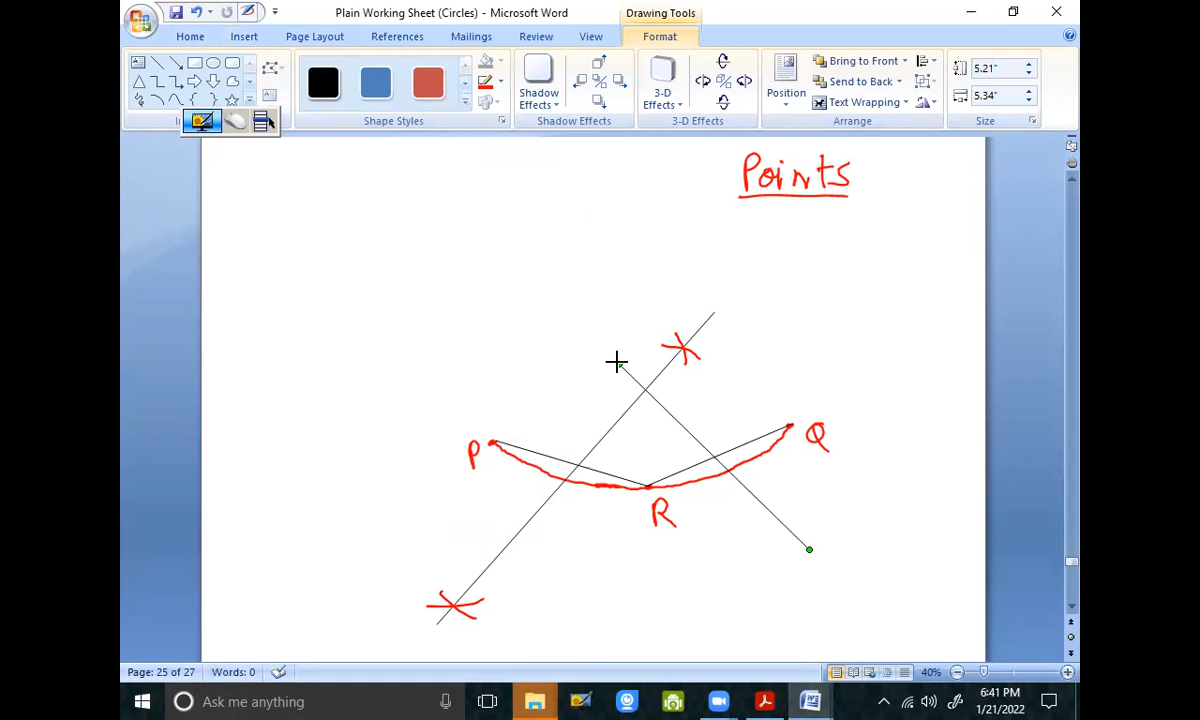 Plain Working Sheet (Circles) - Microsoft Word
Drawing Tools
Home Insert Page Layout References Mailings Review View Format
Shadow Effects
3-D Effects
Position
Bring to Front
Send to Back
Text Wrapping
5.21"
5.34"
Shape Styles
Shadow Effects
3-D Effects
Arrange
Size
Points
P
Q
R
Page: 25 of 27
Words: 0
40%
Ask me anything
6:41 PM
1/21/2022